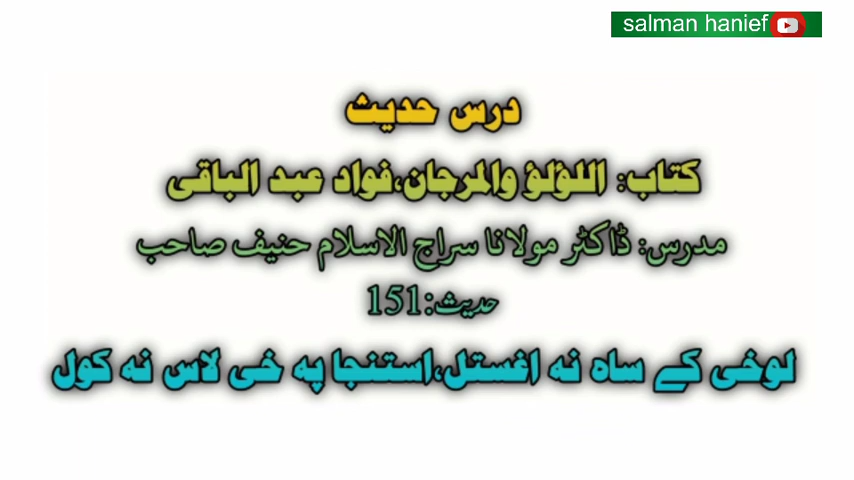 salman hanief
درس حدیث
کتاب: اللؤلؤ والمرجان،فواد عبد الباقی
مدرس: ڈاکٹر مولانا سراج الاسلام حنیف صاحب
حدیث:151
لوخی کے ساہ نہ اغستل،استنجا پہ خی لاس نہ کول